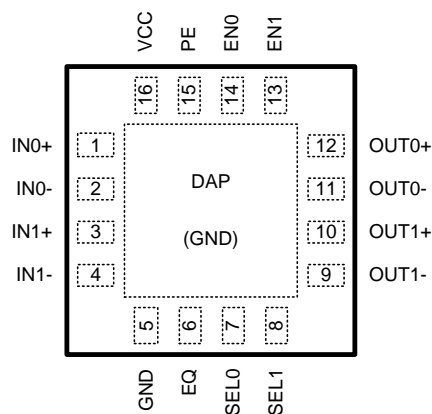 VCC PE EN0 EN1
16 15 14 13
IN0+ 1 12 OUT0+
IN0- 2 DAP 11 OUT0-
IN1+ 3 (GND) 10 OUT1+
IN1- 4 9 OUT1-
5 6 7 8
GND EQ SEL0 SEL1